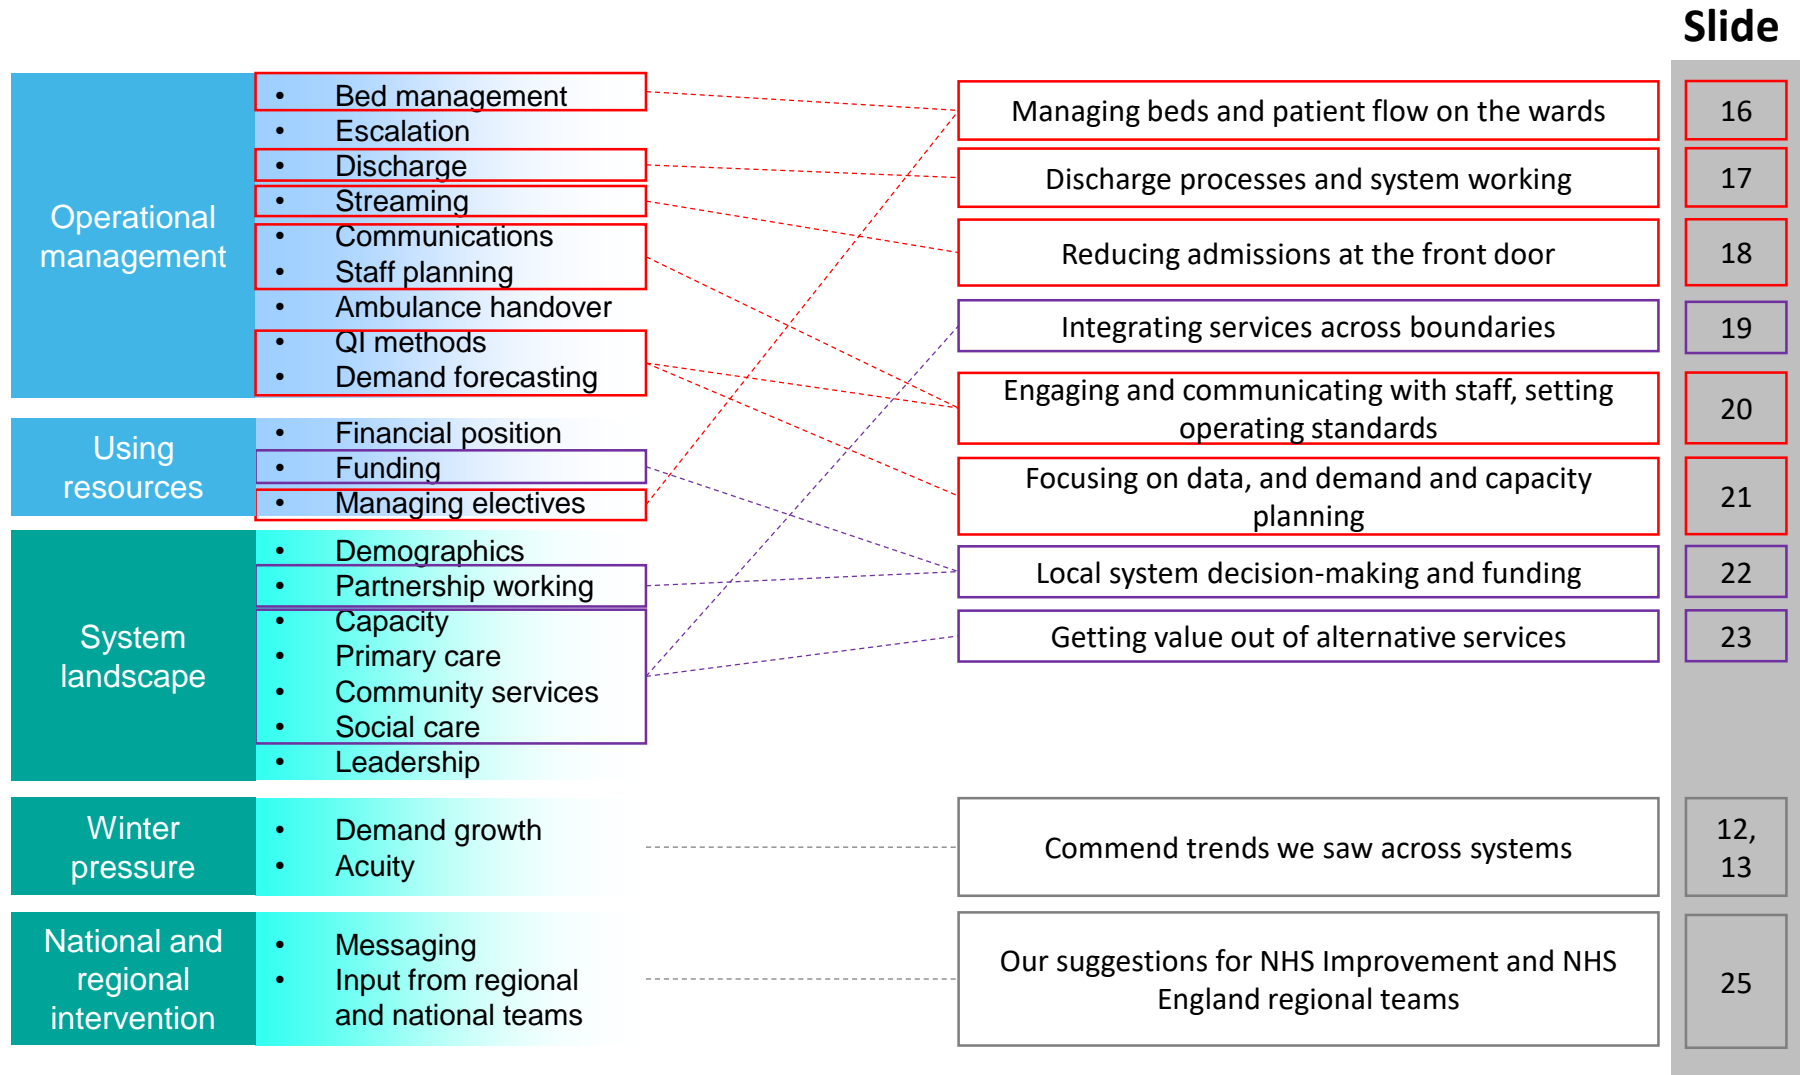 Slide
Operational
management
• Bed management
• Escalation
• Discharge
• Streaming
• Communications
• Staff planning
• Ambulance handover
• QI methods
• Demand forecasting
Using
resources
• Financial position
• Funding
• Managing electives
System
landscape
• Demographics
• Partnership working
• Capacity
• Primary care
• Community services
• Social care
• Leadership
Winter
pressure
• Demand growth
• Acuity
National and
regional
intervention
• Messaging
• Input from regional
and national teams
Managing beds and patient flow on the wards
16
Discharge processes and system working
17
Reducing admissions at the front door
18
Integrating services across boundaries
19
Engaging and communicating with staff, setting
operating standards
20
Focusing on data, and demand and capacity
planning
21
Local system decision-making and funding
22
Getting value out of alternative services
23
Commend trends we saw across systems
12,
13
Our suggestions for NHS Improvement and NHS
England regional teams
25